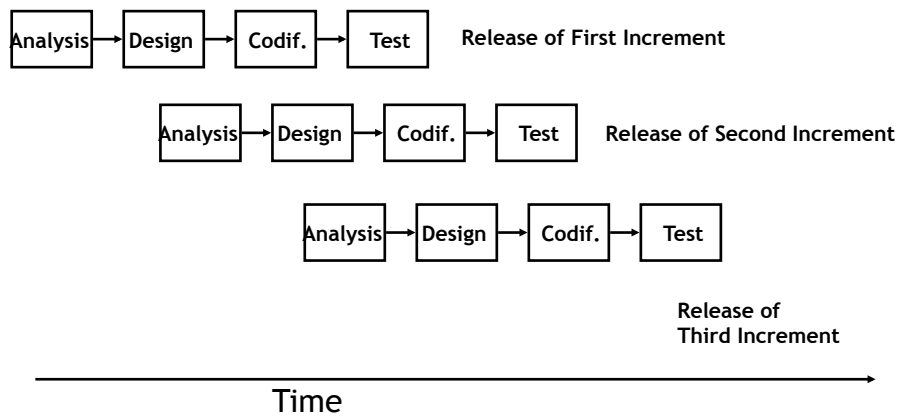 Analysis Design Codif. Test Release of First Increment
Analysis Design Codif. Test Release of Second Increment
Analysis Design Codif. Test
Release of
Third Increment
Time